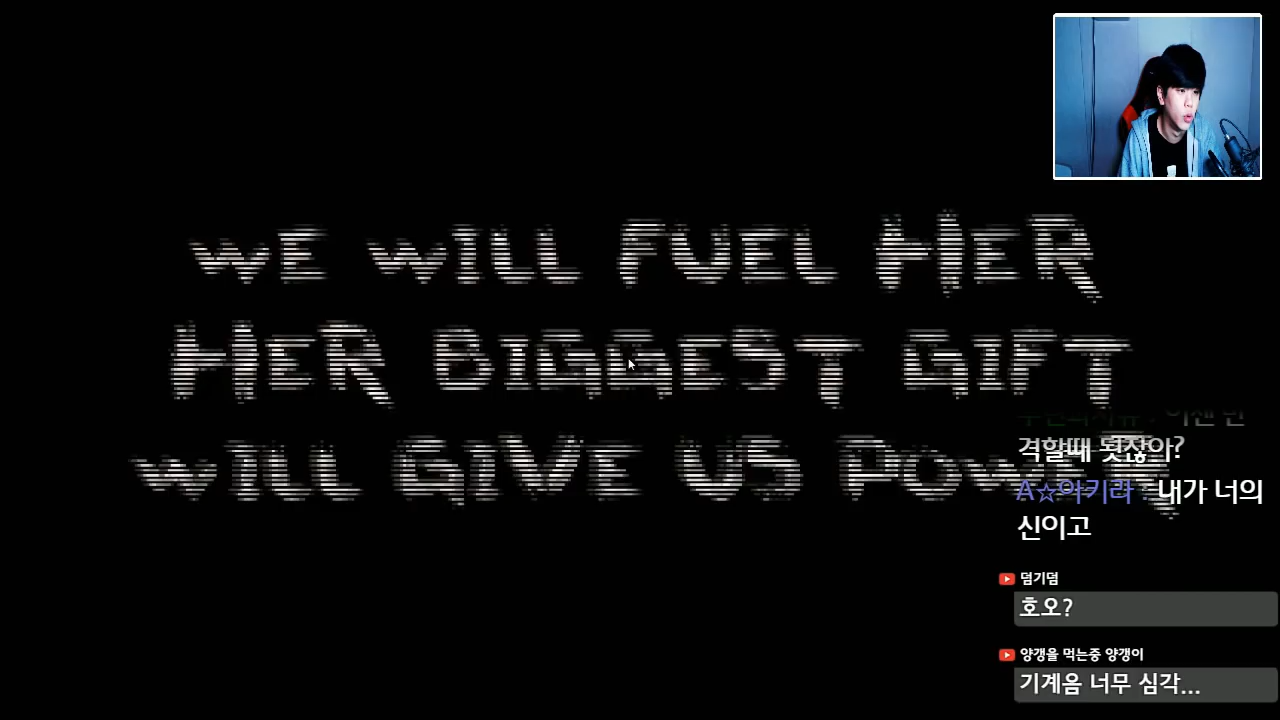 WE WILL FUEL HER
HER BIGGEST GIFT
WILL GIVE US POWER
격할때 됫잖아?
A☆아키라 : 내가 너의
신이고
덤기덤
호오?
양갱을 먹는중 양갱이
기계음 너무 심각...